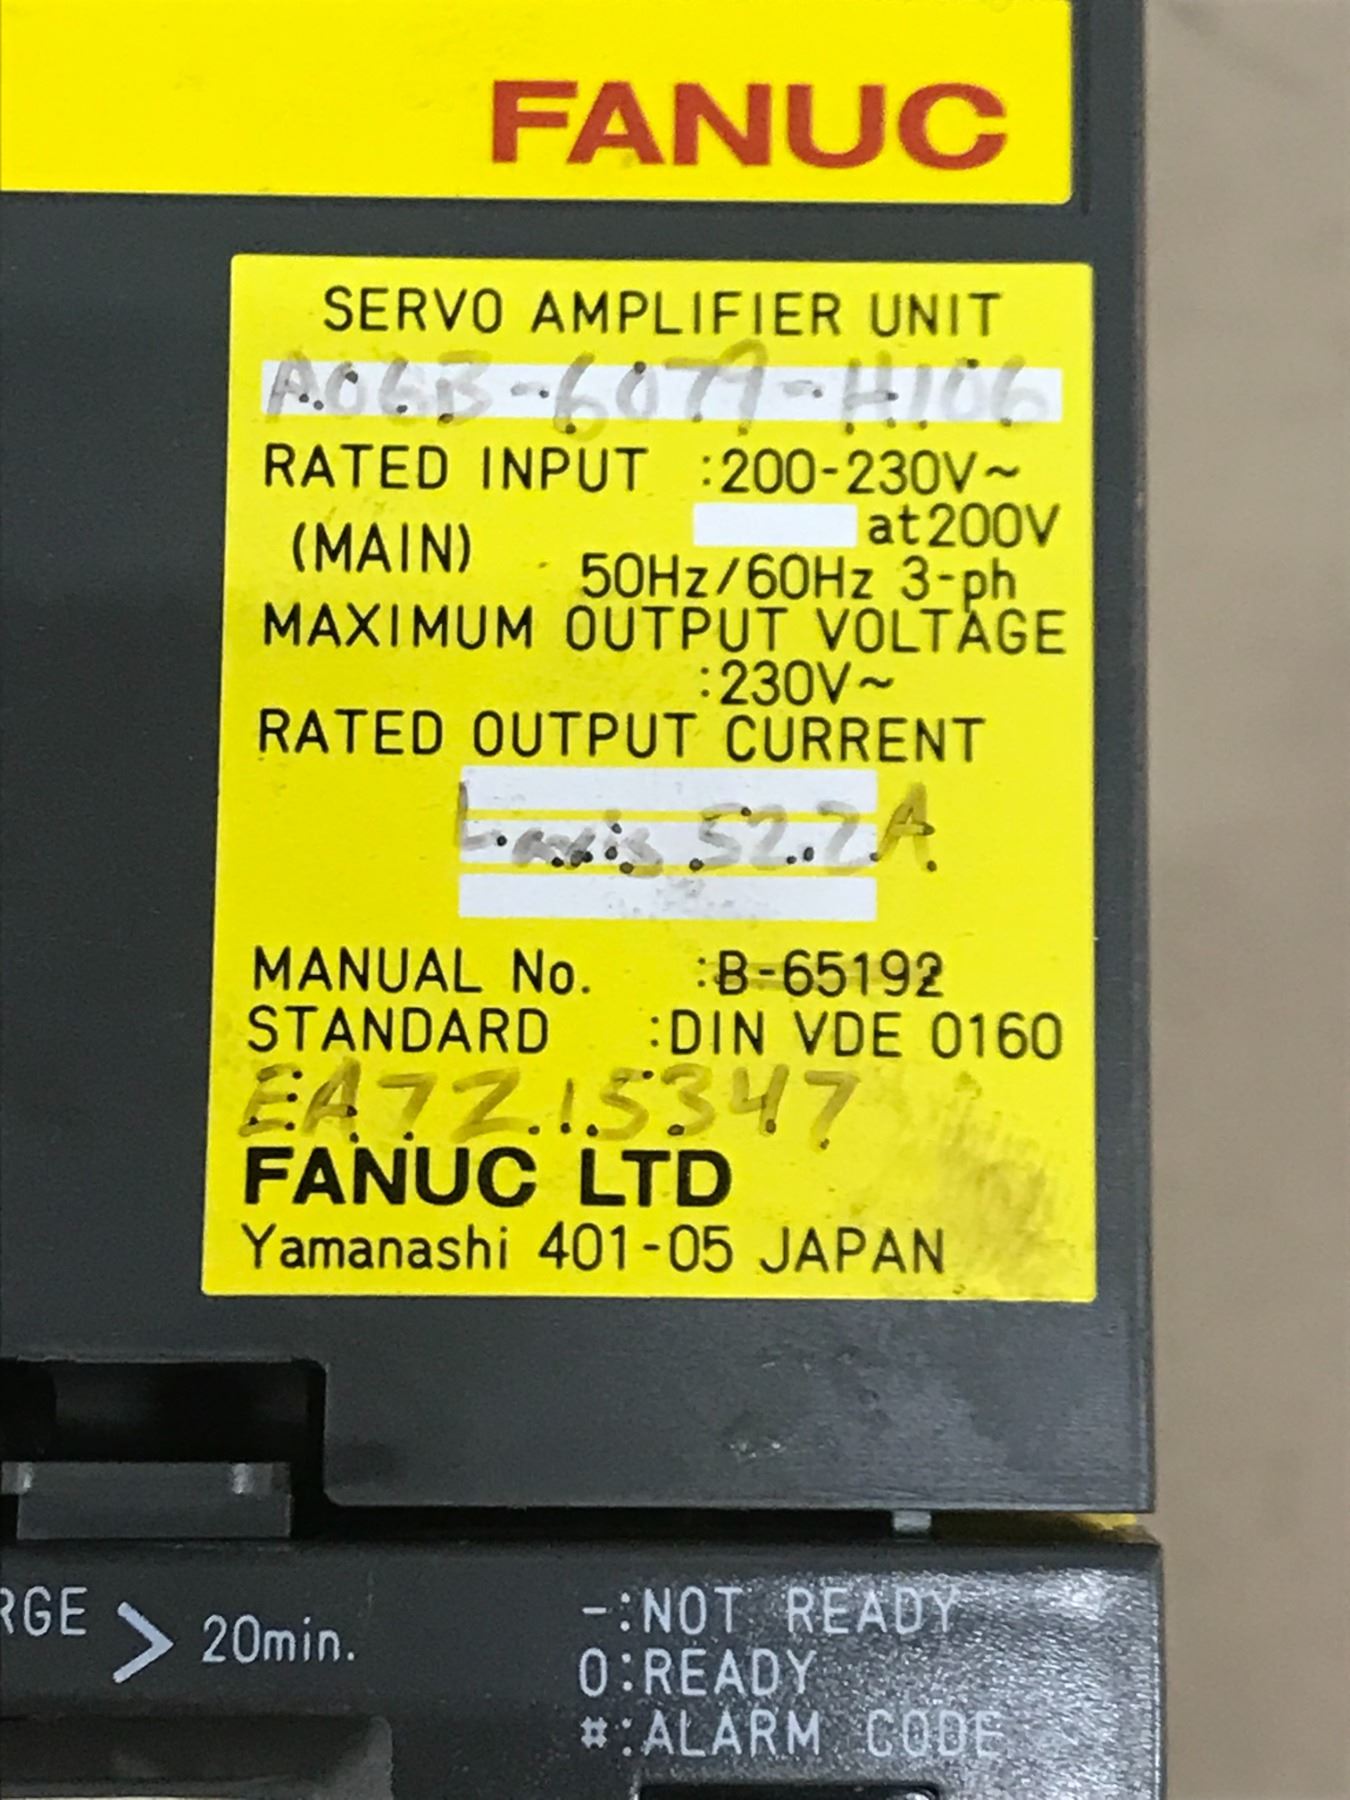 FANUC
SERVO AMPLIFIER UNIT
A06B-6079-H106
RATED INPUT :200-230V~
(MAIN) at200V
50Hz/60Hz 3-ph
MAXIMUM OUTPUT VOLTAGE
:230V~
RATED OUTPUT CURRENT
L-axis 52.2A
MANUAL No. :B-65192
STANDARD :DIN VDE 0160
EA7215347
FANUC LTD
Yamanashi 401-05 JAPAN
RGE > 20min.
-:NOT READY
0:READY
#:ALARM CODE